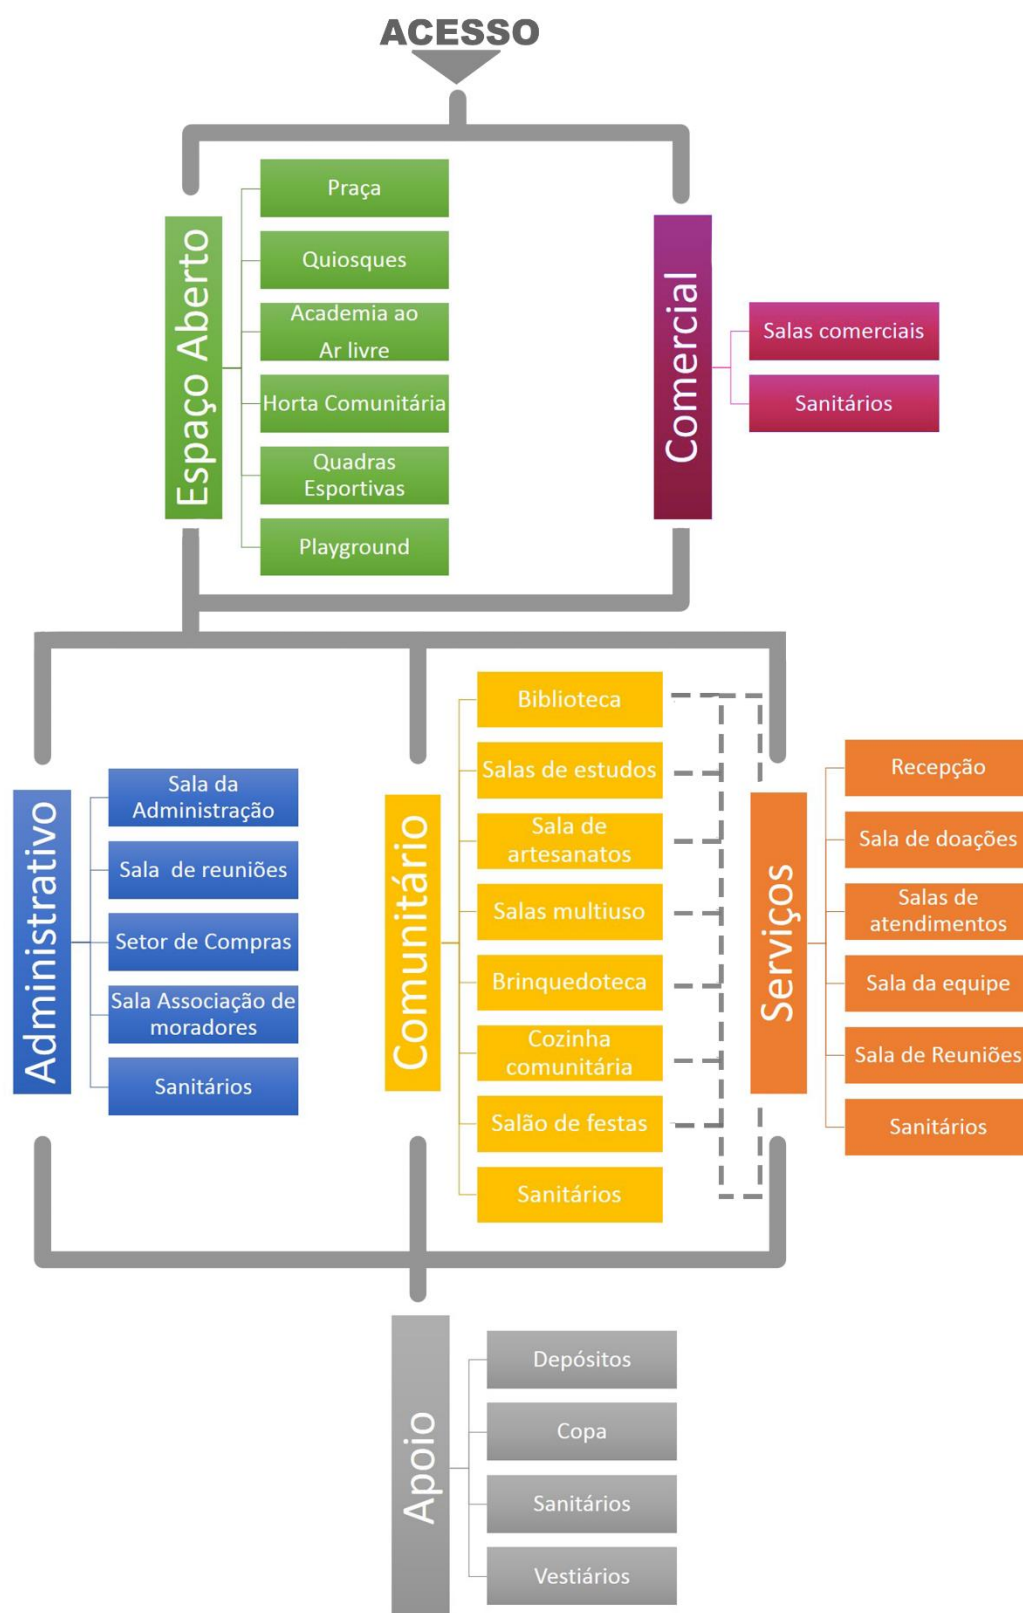 ACESSO
Espaço Aberto
Praça
Quiosques
Academia ao
Ar livre
Horta Comunitária
Quadras
Esportivas
Playground
Comercial
Salas comerciais
Sanitários
Administrativo
Sala da
Administração
Sala de reuniões
Setor de Compras
Sala Associação de
moradores
Sanitários
Comunitário
Biblioteca
Salas de estudos
Sala de
artesanatos
Salas multiuso
Brinquedoteca
Cozinha
comunitária
Salão de festas
Sanitários
Serviços
Recepção
Sala de doações
Salas de
atendimentos
Sala da equipe
Sala de Reuniões
Sanitários
Apoio
Depósitos
Copa
Sanitários
Vestiários